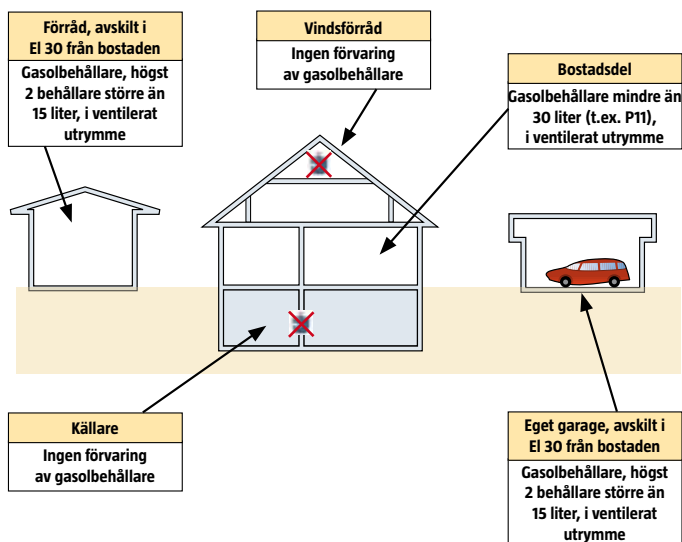 Förråd, avskilt i
El 30 från bostaden
Gasolbehållare, högst
2 behållare större än
15 liter, i ventilerat
utrymme
Vindsförråd
Ingen förvaring
av gasolbehållare
Bostadsdel
Gasolbehållare mindre än
30 liter (t.ex. P11),
i ventilerat utrymme
Källare
Ingen förvaring
av gasolbehållare
Eget garage, avskilt i
El 30 från bostaden
Gasolbehållare, högst
2 behållare större än
15 liter, i ventilerat
utrymme